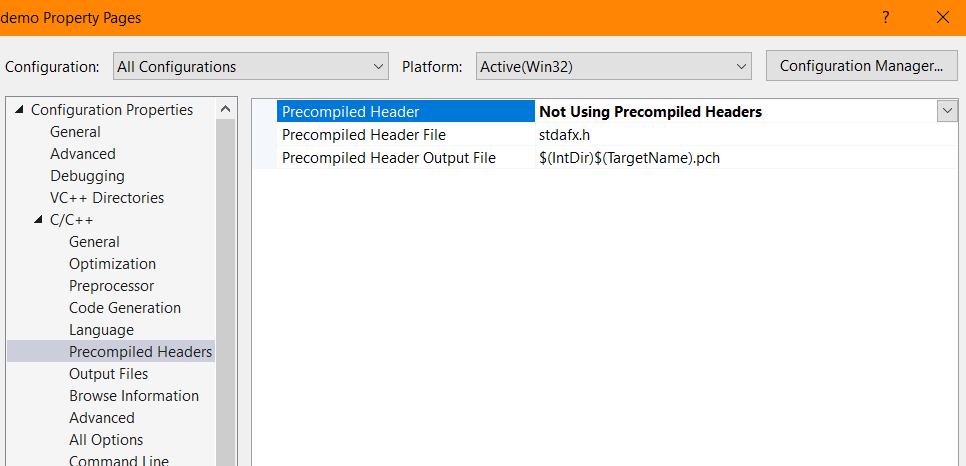 demo Property Pages ?
Configuration: All Configurations Platform: Active(Win32) Configuration Manager...
Configuration Properties
General
Advanced
Debugging
VC++ Directories
C/C++
General
Optimization
Preprocessor
Code Generation
Language
Precompiled Headers
Output Files
Browse Information
Advanced
All Options
Command Line
Precompiled Header Not Using Precompiled Headers
Precompiled Header File stdafx.h
Precompiled Header Output File $(IntDir)$(TargetName).pch